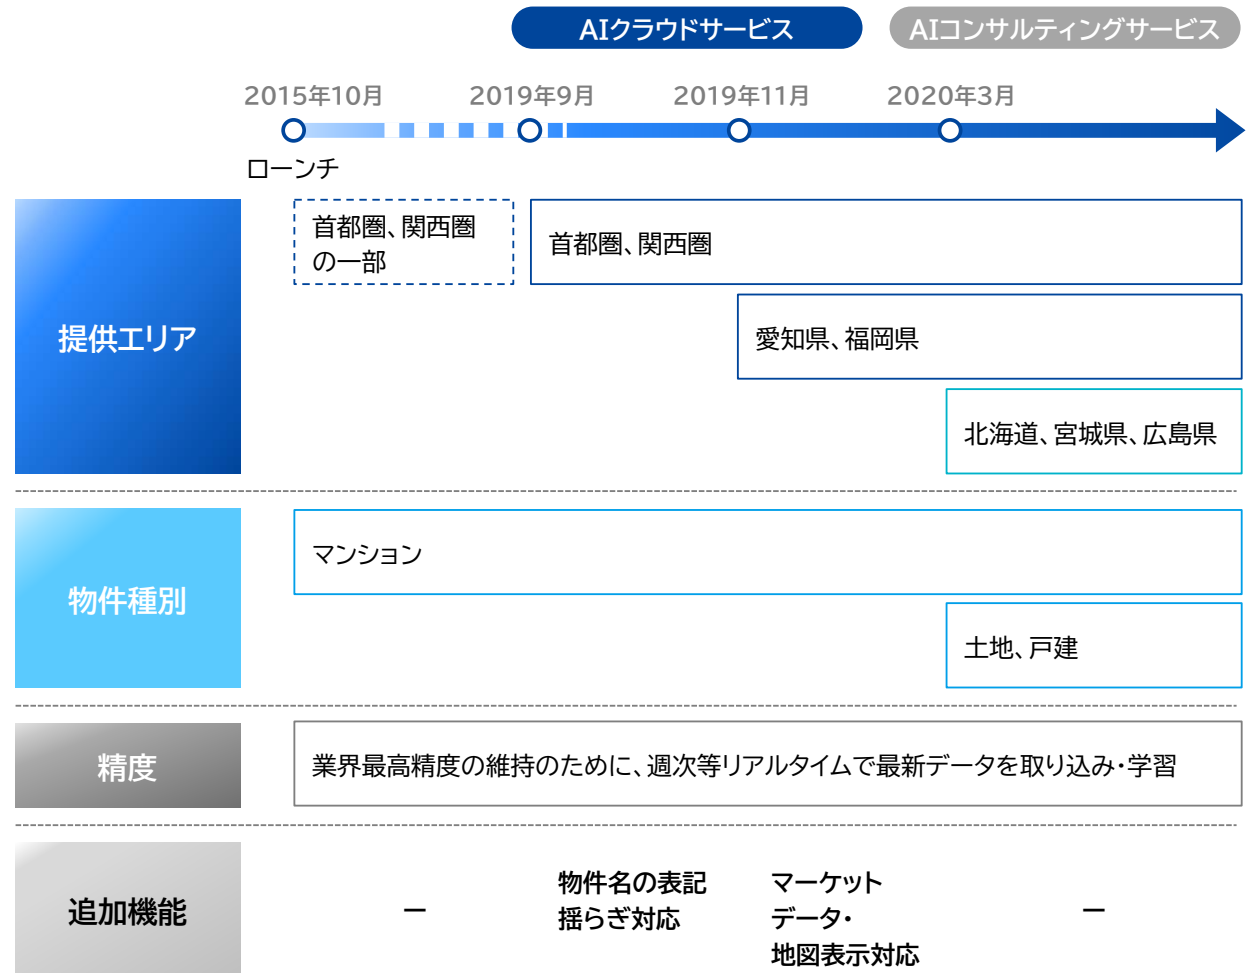 AIクラウドサービス
AIコンサルティングサービス
2015年10月
2019年9月
2019年11月
2020年3月
ローンチ
提供エリア
首都圏、関西圏
の一部
首都圏、関西圏
愛知県、福岡県
北海道、宮城県、広島県
物件種別
マンション
土地、戸建
精度
業界最高精度の維持のために、週次等リアルタイムで最新データを取り込み・学習
追加機能
ー
物件名の表記
揺らぎ対応
マーケット
データ・
地図表示対応
ー